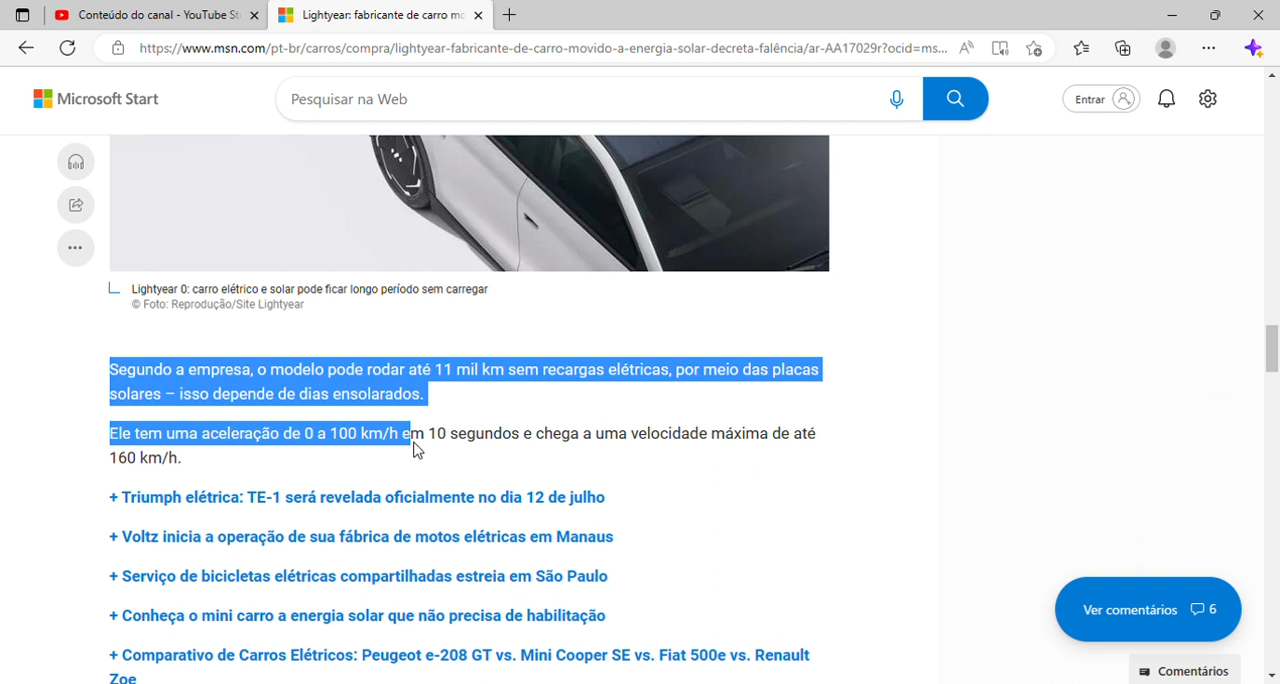 Conteúdo do canal - YouTube St
Lightyear: fabricante de carro mo
https://www.msn.com/pt-br/carros/compra/lightyear-fabricante-de-carro-movido-a-energia-solar-decreta-falência/ar-AA17029r?ocid=ms...
Microsoft Start
Pesquisar na Web
Entrar
Lightyear 0: carro elétrico e solar pode ficar longo período sem carregar
© Foto: Reprodução/Site Lightyear
Segundo a empresa, o modelo pode rodar até 11 mil km sem recargas elétricas, por meio das placas
solares – isso depende de dias ensolarados.
Ele tem uma aceleração de 0 a 100 km/h em 10 segundos e chega a uma velocidade máxima de até
160 km/h.
+ Triumph elétrica: TE-1 será revelada oficialmente no dia 12 de julho
+ Voltz inicia a operação de sua fábrica de motos elétricas em Manaus
+ Serviço de bicicletas elétricas compartilhadas estreia em São Paulo
+ Conheça o mini carro a energia solar que não precisa de habilitação
Ver comentários 6
+ Comparativo de Carros Elétricos: Peugeot e-208 GT vs. Mini Cooper SE vs. Fiat 500e vs. Renault
Zoe
Comentários